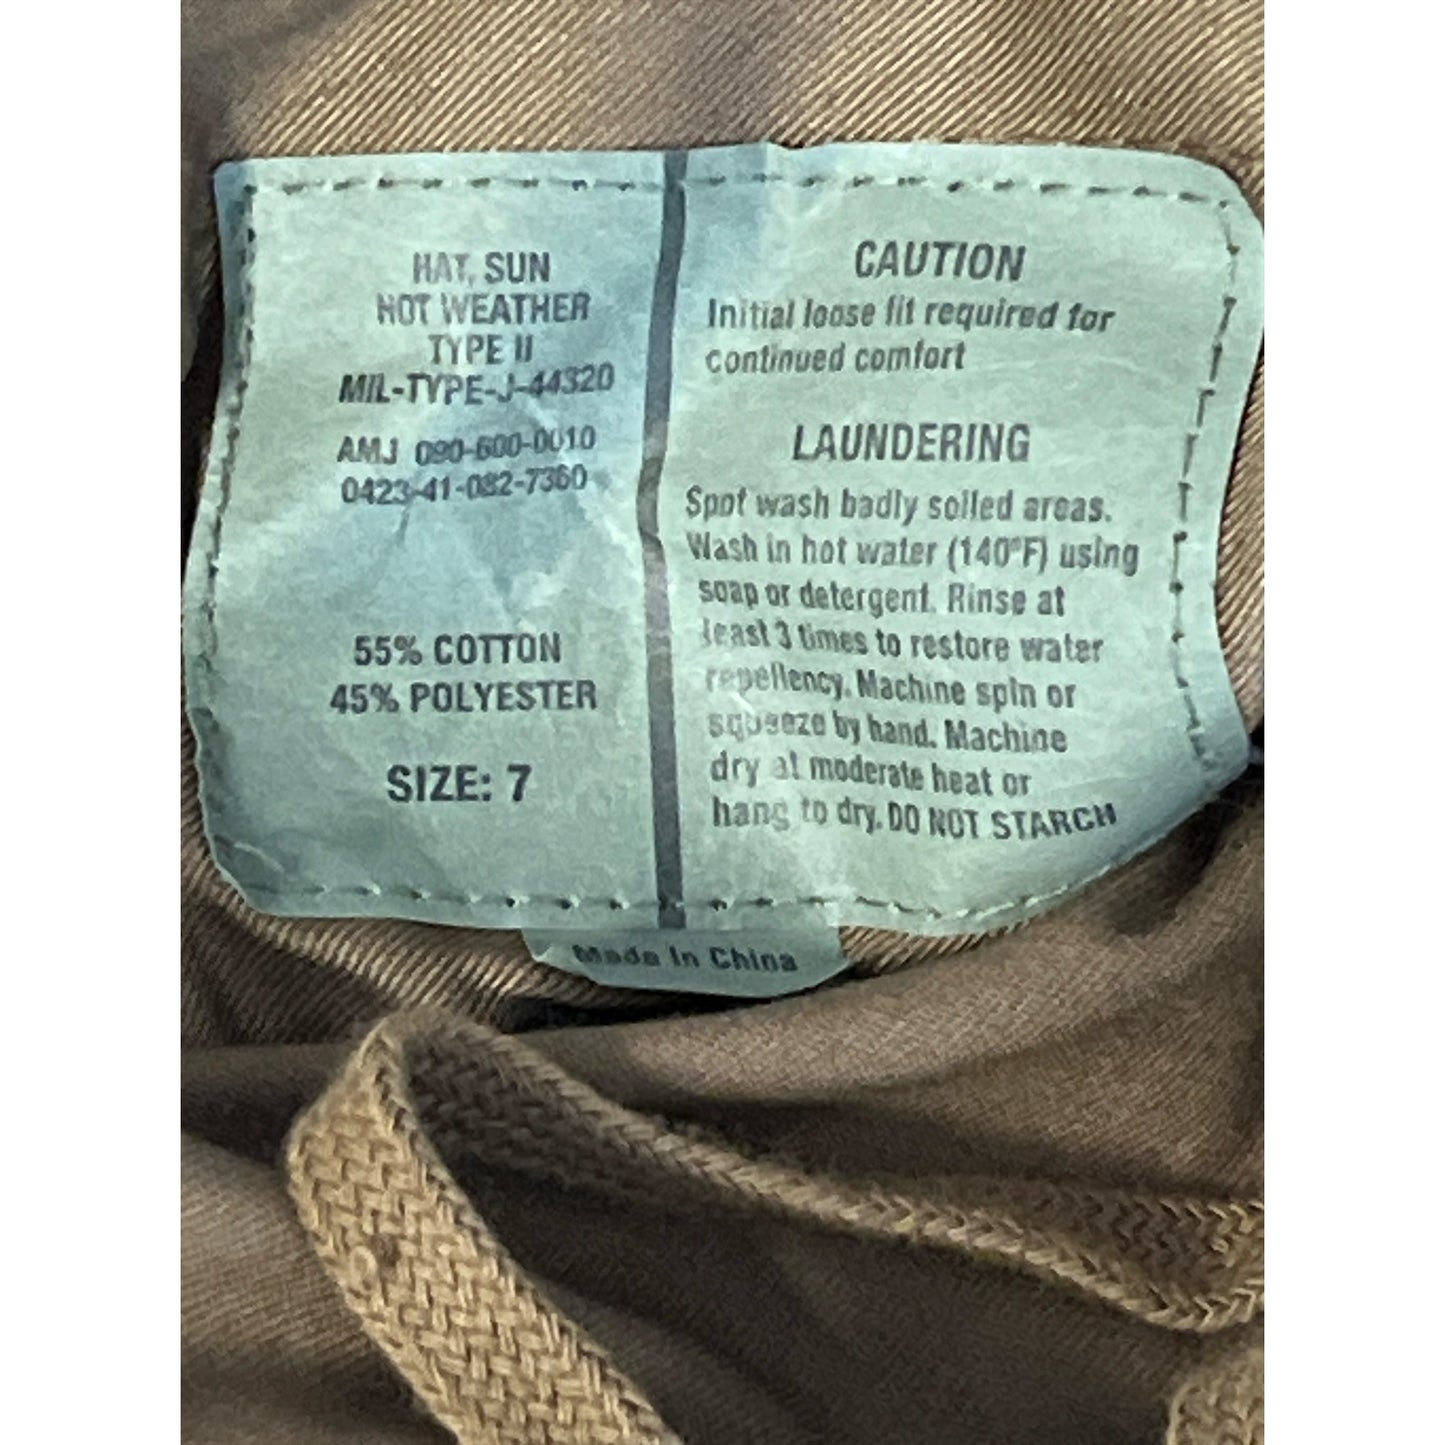 HAT, SUN
HOT WEATHER
TYPE II
MIL-TYPE-J-44320
AMJ 090-600-0010
0423-41-082-7360
55% COTTON
45% POLYESTER
SIZE: 7
CAUTION
Initial loose fit required for
continued comfort
LAUNDERING
Spot wash badly soiled areas.
Wash in hot water (140°F) using
soap or detergent. Rinse at
least 3 times to restore water
repellency. Machine spin or
squeeze by hand. Machine
dry at moderate heat or
hang to dry. DO NOT STARCH
Made In China